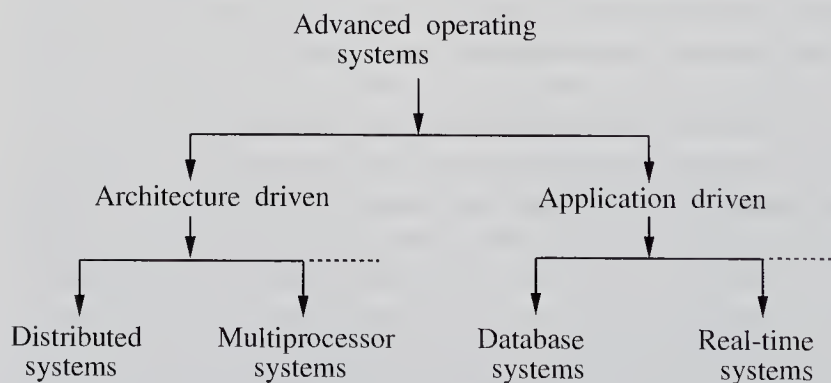 Advanced operating
systems
Architecture driven
Application driven
Distributed
systems
Multiprocessor
systems
Database
systems
Real-time
systems